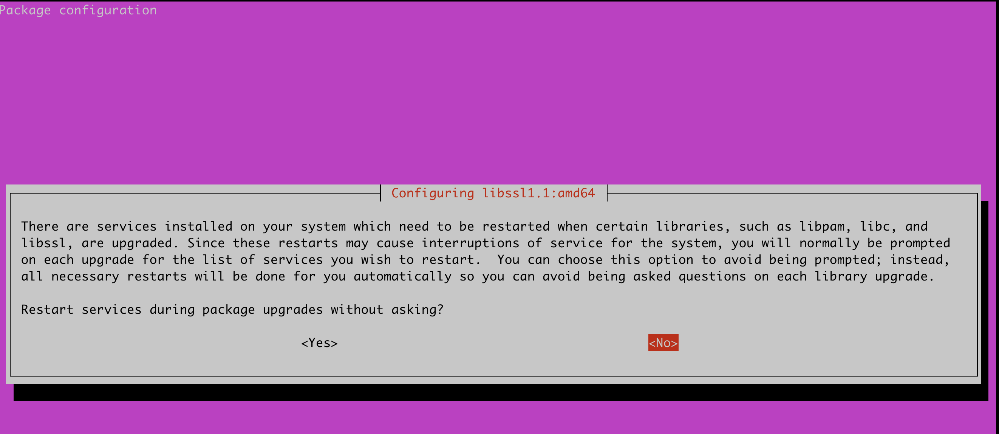 Package configuration
Configuring libssl1.1:amd64
There are services installed on your system which need to be restarted when certain libraries, such as libpam, libc, and
libssl, are upgraded. Since these restarts may cause interruptions of service for the system, you will normally be prompted
on each upgrade for the list of services you wish to restart.  You can choose this option to avoid being prompted; instead,
all necessary restarts will be done for you automatically so you can avoid being asked questions on each library upgrade.
Restart services during package upgrades without asking?
<Yes> <No>